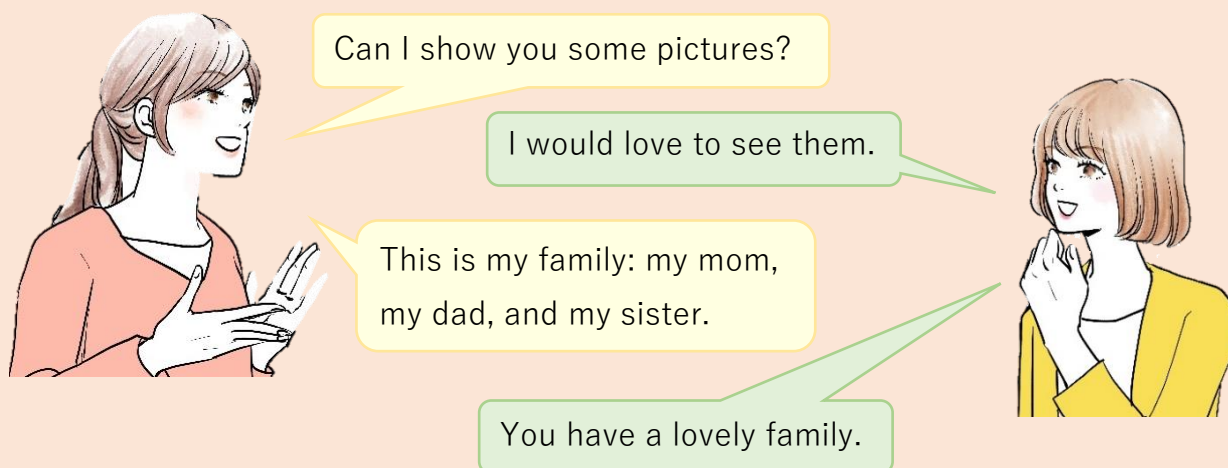 Can I show you some pictures?
I would love to see them.
This is my family: my mom,
my dad, and my sister.
You have a lovely family.